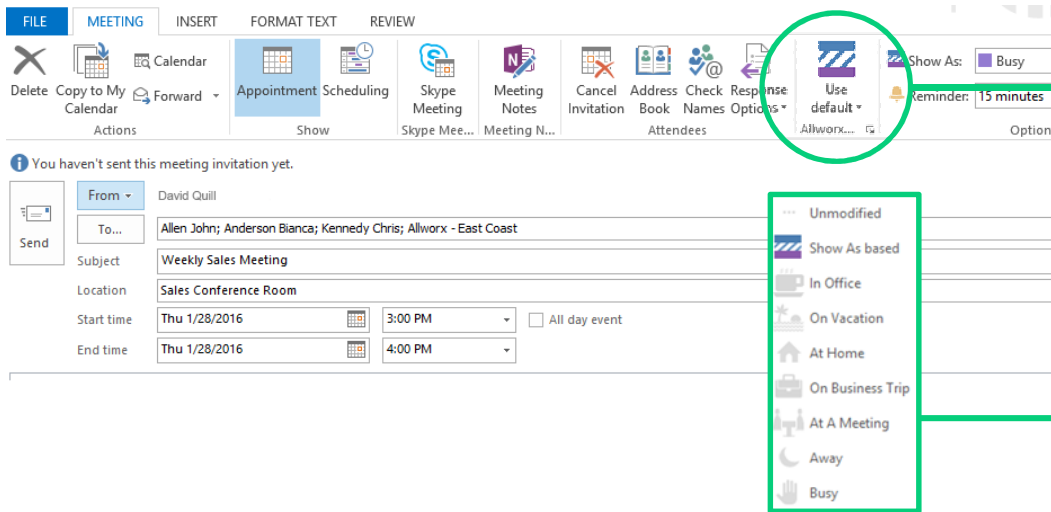 FILE MEETING INSERT FORMAT TEXT REVIEW
Delete
Copy to My
Calendar
Calendar
Forward
Actions
Appointment
Scheduling
Show
Skype
Meeting
Skype Mee...
Meeting
Notes
Meeting N...
Cancel
Invitation
Address
Book
Check
Names
Response
Options
Attendees
Use
default
Allworx...
Show As: Busy
Reminder: 15 minutes
Option
You haven't sent this meeting invitation yet.
Send
From David Quill
To... Allen John; Anderson Bianca; Kennedy Chris; Allworx - East Coast
Subject Weekly Sales Meeting
Location Sales Conference Room
Start time Thu 1/28/2016 3:00 PM All day event
End time Thu 1/28/2016 4:00 PM
Unmodified
Show As based
In Office
On Vacation
At Home
On Business Trip
At A Meeting
Away
Busy